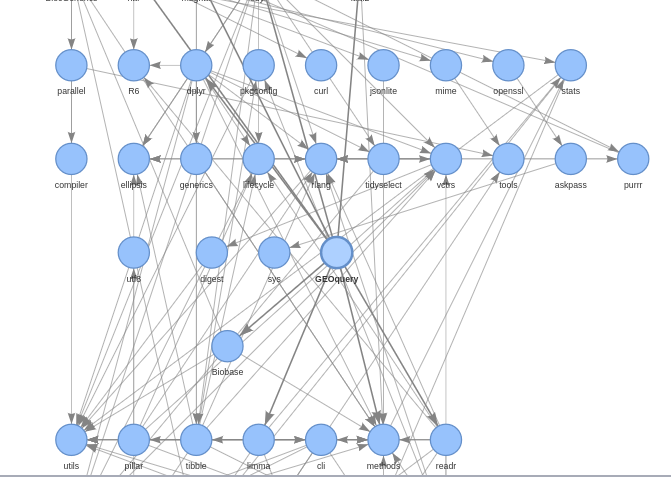 parallel R6 dplyr pkgconfig curl jsonlite mime openssl stats
compiler ellipsis generics lifecycle rlang tidyselect vctrs tools askpass purrr
utf8 digest sys GEOquery
Biobase
utils pillar tibble limma cli methods readr